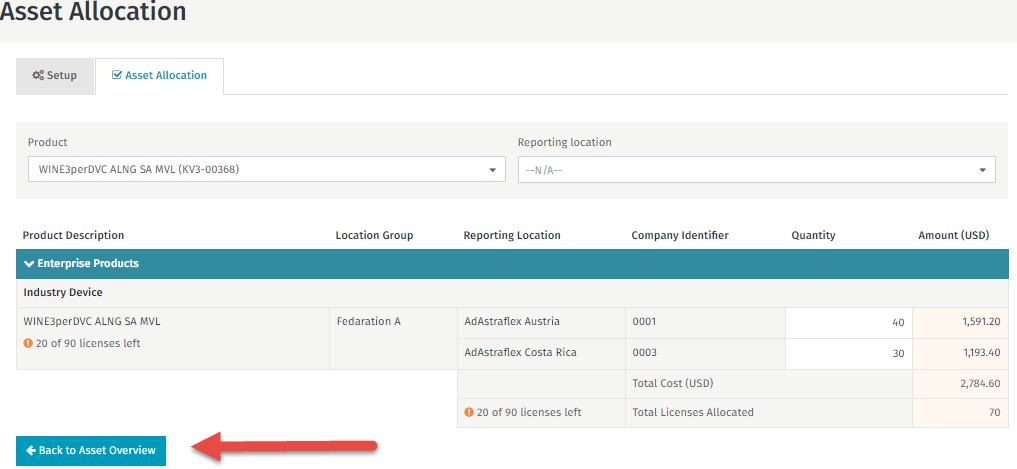 Asset Allocation
Setup Asset Allocation
Product Reporting location
WINE3perDVC ALNG SA MVL (KV3-00368) --N/A--
Product Description Location Group Reporting Location Company Identifier Quantity Amount (USD)
Enterprise Products
Industry Device
WINE3perDVC ALNG SA MVL Fedaration A AdAstraflex Austria 0001 40 1,591.20
20 of 90 licenses left
AdAstraflex Costa Rica 0003 30 1,193.40
Total Cost (USD) 2,784.60
20 of 90 licenses left Total Licenses Allocated 70
Back to Asset Overview